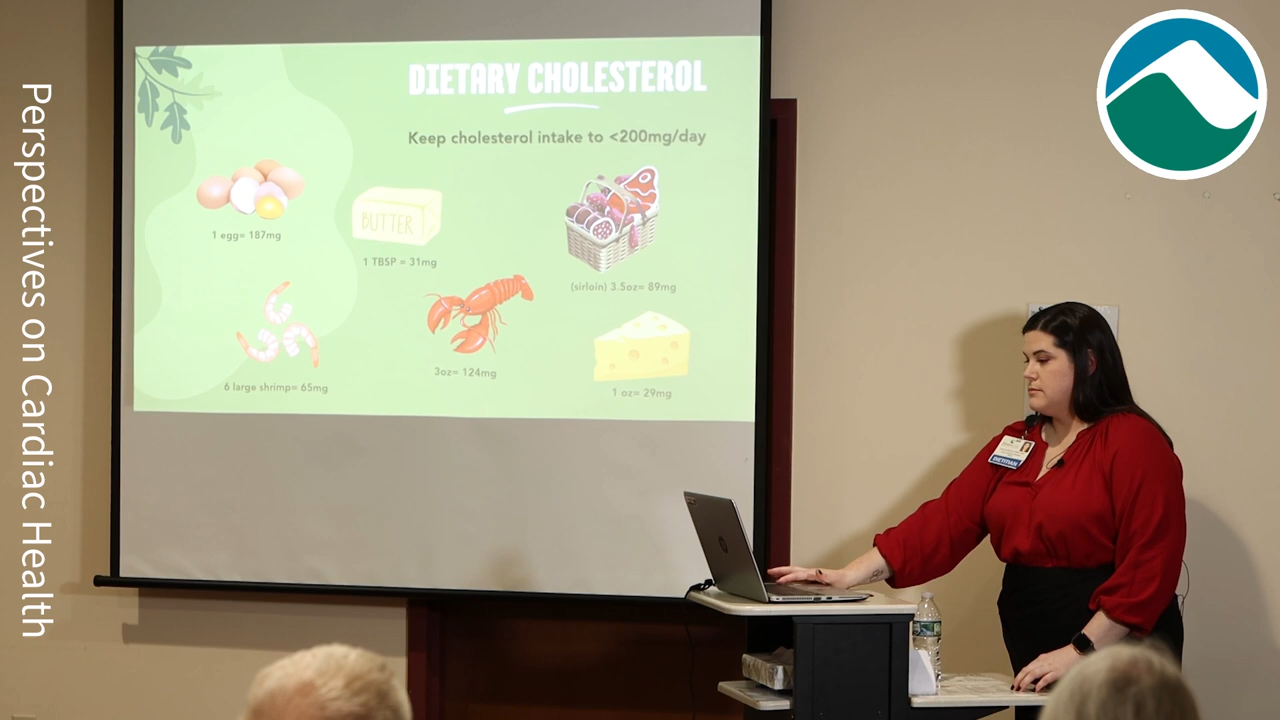 Perspectives on Cardiac Health
DIETARY CHOLESTEROL
Keep cholesterol intake to <200mg/day
1 egg= 187mg
BUTTER
1 TBSP = 31mg
(sirloin) 3.5oz= 89mg
6 large shrimp= 65mg
3oz= 124mg
1 oz= 29mg
DIETITIAN